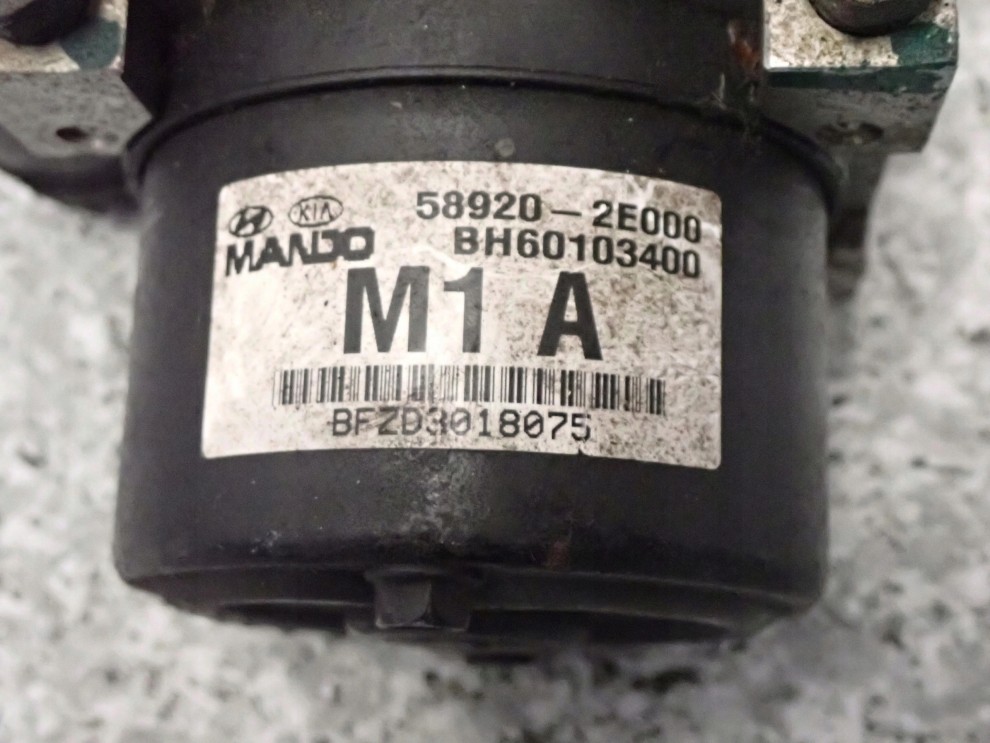 KIA 58920-2E000
MANDO BH60103400
M1 A
BFZD3018075